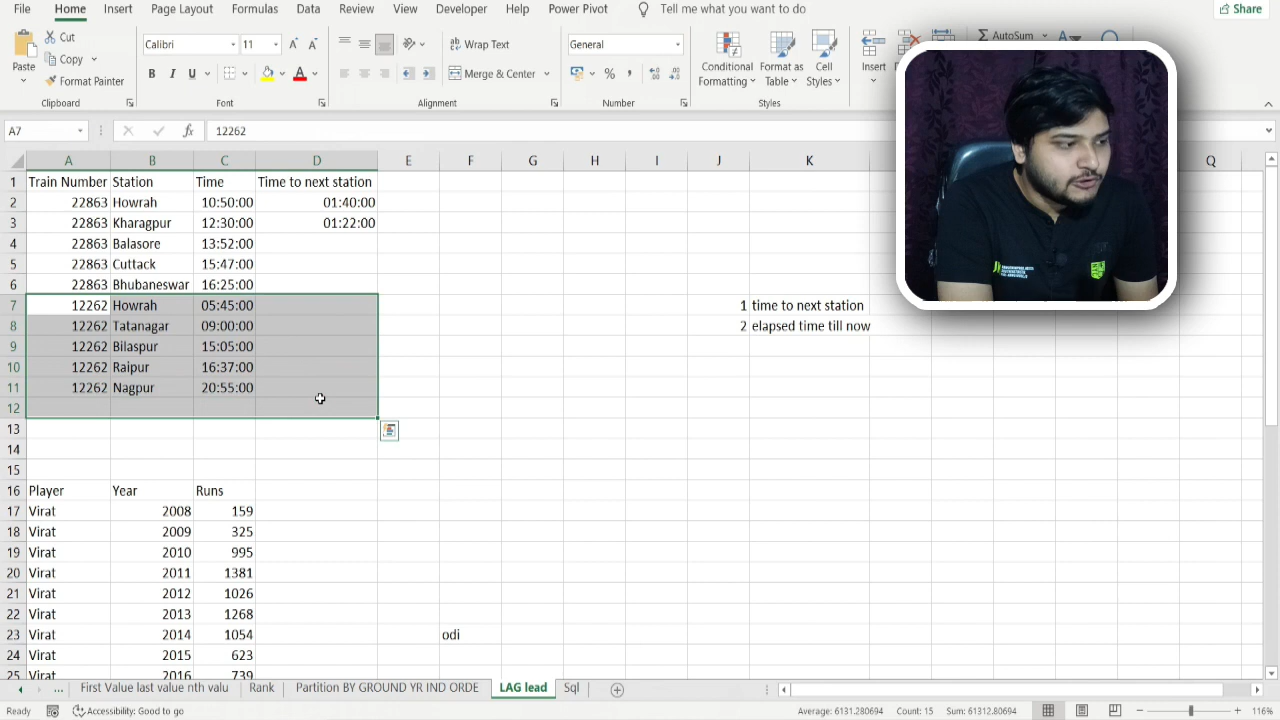 File Home Insert Page Layout Formulas Data Review View Developer Help Power Pivot Tell me what you want to do Share
Cut
Copy
Format Painter
Paste
Clipboard
Calibri 11
B I U
Font
Wrap Text
Merge & Center
Alignment
General
Number
Conditional Formatting
Format as Table
Cell Styles
Styles
Insert
AutoSum
A7 fx 12262
A B C D E F G H I J K Q
1 Train Number Station Time Time to next station
2 22863 Howrah 10:50:00 01:40:00
3 22863 Kharagpur 12:30:00 01:22:00
4 22863 Balasore 13:52:00
5 22863 Cuttack 15:47:00
6 22863 Bhubaneswar 16:25:00
7 12262 Howrah 05:45:00 1 time to next station
8 12262 Tatanagar 09:00:00 2 elapsed time till now
9 12262 Bilaspur 15:05:00
10 12262 Raipur 16:37:00
11 12262 Nagpur 20:55:00
12
13
14
15
16 Player Year Runs
17 Virat 2008 159
18 Virat 2009 325
19 Virat 2010 995
20 Virat 2011 1381
21 Virat 2012 1026
22 Virat 2013 1268
23 Virat 2014 1054 odi
24 Virat 2015 623
25 Virat 2016 739
... First Value last value nth valu Rank Partition BY GROUND YR IND ORDE LAG lead Sql
Ready Accessibility: Good to go Average: 6131.280694 Count: 15 Sum: 61312.80694 116%